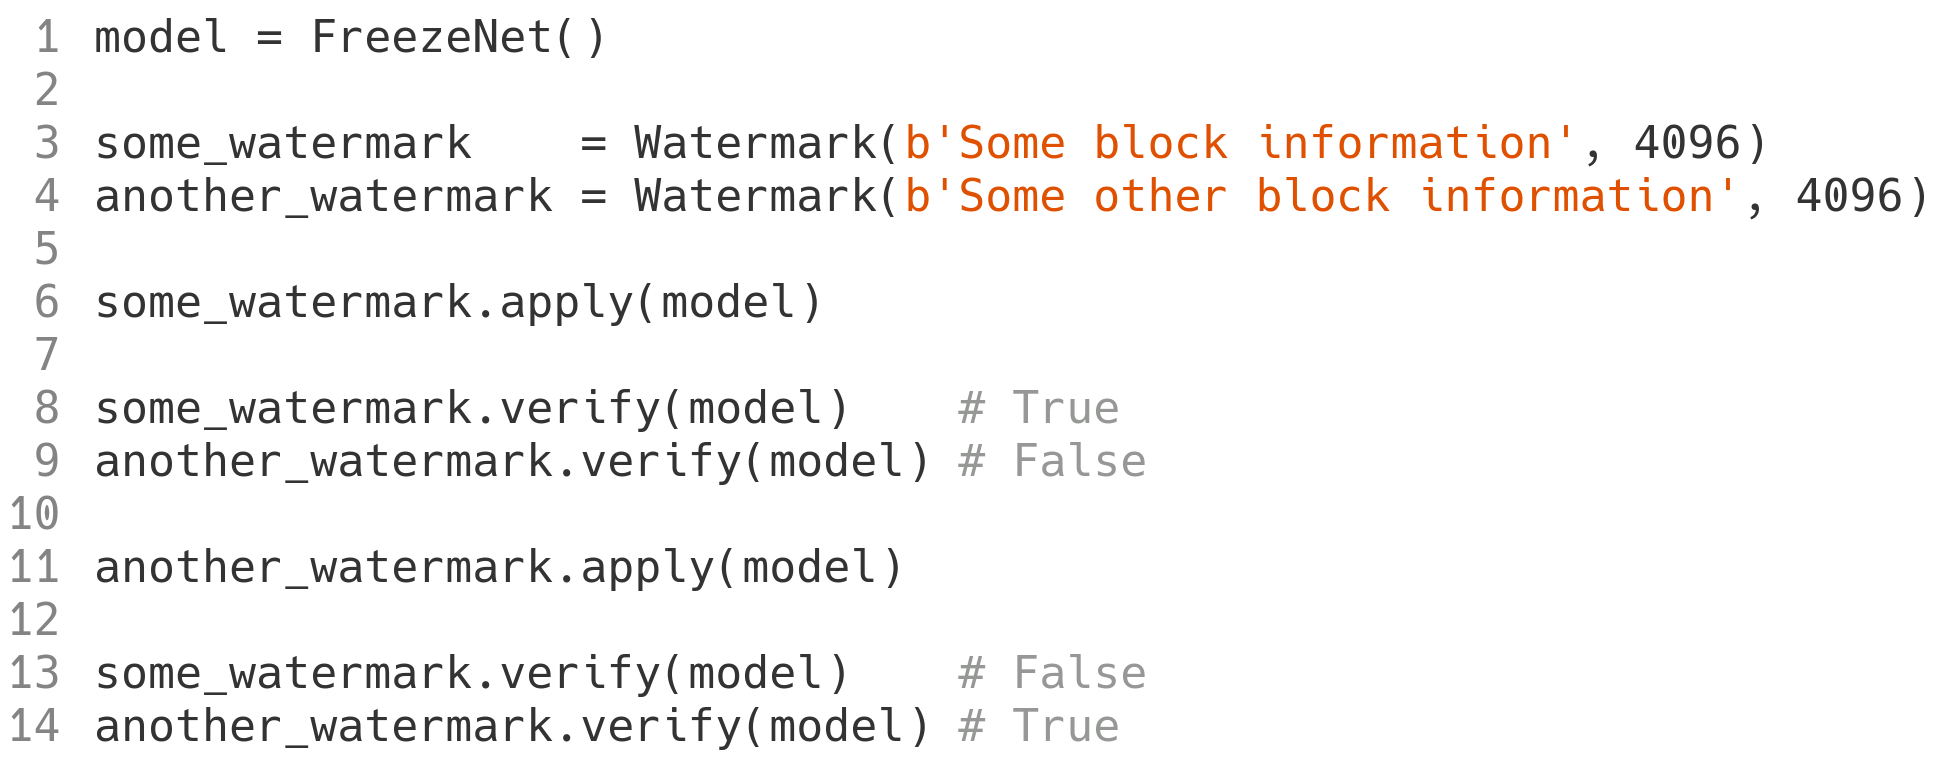 1 model = FreezeNet()
2
3 some_watermark    = Watermark(b'Some block information', 4096)
4 another_watermark = Watermark(b'Some other block information', 4096)
5
6 some_watermark.apply(model)
7
8 some_watermark.verify(model)    # True
9 another_watermark.verify(model) # False
10
11 another_watermark.apply(model)
12
13 some_watermark.verify(model)    # False
14 another_watermark.verify(model) # True